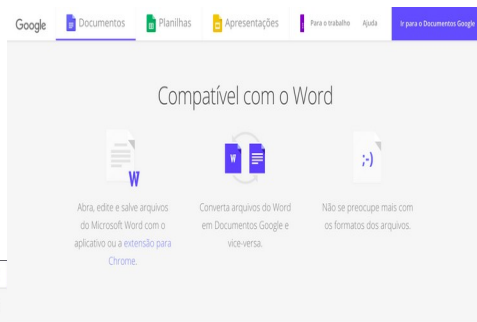 Google Documentos Planilhas Apresentações Para o trabalho Ajuda Ir para o Documentos Google
Compatível com o Word
W
Abra, edite e salve arquivos
do Microsoft Word com o
aplicativo ou a extensão para
Chrome.
W
Converta arquivos do Word
em Documentos Google e
vice-versa.
;-)
Não se preocupe mais com
os formatos dos arquivos.